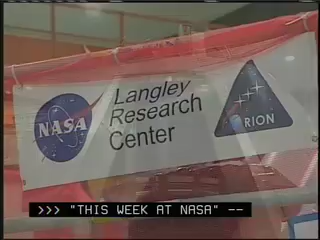 NASA
Langley
Research
Center
ORION
>>> "THIS WEEK AT NASA" --